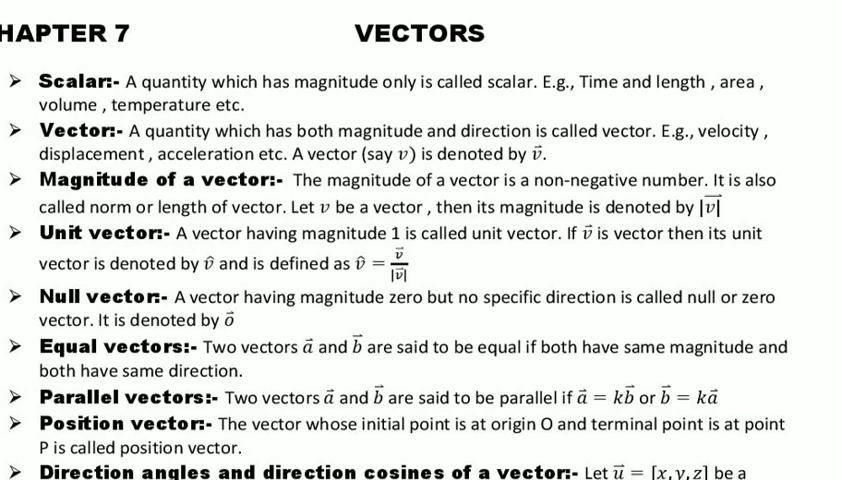 HAPTER 7 VECTORS
➢ Scalar:- A quantity which has magnitude only is called scalar. E.g., Time and length , area ,
volume , temperature etc.
➢ Vector:- A quantity which has both magnitude and direction is called vector. E.g., velocity ,
displacement , acceleration etc. A vector (say v) is denoted by v⃗.
➢ Magnitude of a vector:- The magnitude of a vector is a non-negative number. It is also
called norm or length of vector. Let v be a vector , then its magnitude is denoted by |v⃗|
➢ Unit vector:- A vector having magnitude 1 is called unit vector. If v⃗ is vector then its unit
vector is denoted by v̂ and is defined as v̂ = v⃗/|v⃗|
➢ Null vector:- A vector having magnitude zero but no specific direction is called null or zero
vector. It is denoted by o⃗
➢ Equal vectors:- Two vectors a⃗ and b⃗ are said to be equal if both have same magnitude and
both have same direction.
➢ Parallel vectors:- Two vectors a⃗ and b⃗ are said to be parallel if a⃗ = kb⃗ or b⃗ = ka⃗
➢ Position vector:- The vector whose initial point is at origin O and terminal point is at point
P is called position vector.
➢ Direction angles and direction cosines of a vector:- Let u⃗ = [x, y, z] be a